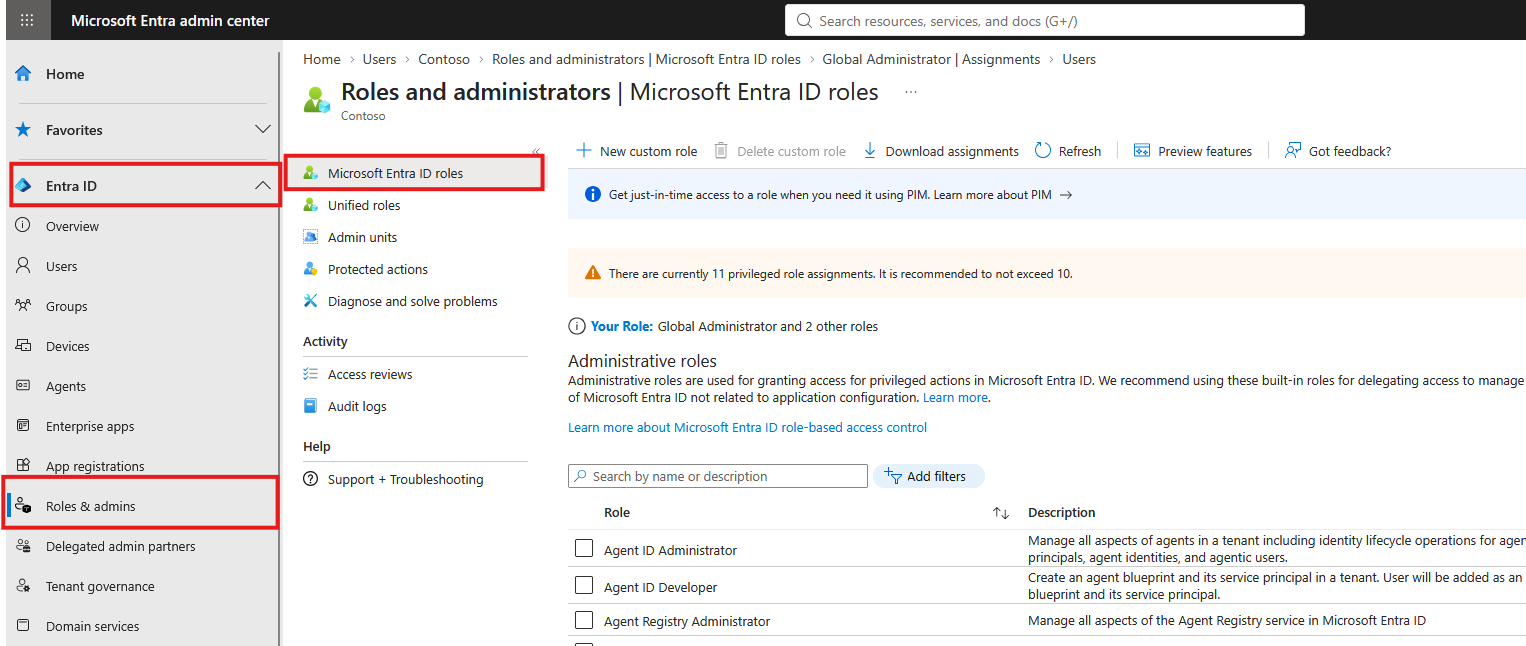 Microsoft Entra admin center
Search resources, services, and docs (G+/)
Home
Favorites
Entra ID
Overview
Users
Groups
Devices
Agents
Enterprise apps
App registrations
Roles & admins
Delegated admin partners
Tenant governance
Domain services
Home > Users > Contoso > Roles and administrators | Microsoft Entra ID roles > Global Administrator | Assignments > Users
Roles and administrators | Microsoft Entra ID roles ...
Contoso
Microsoft Entra ID roles
Unified roles
Admin units
Protected actions
Diagnose and solve problems
Activity
Access reviews
Audit logs
Help
Support + Troubleshooting
New custom role Delete custom role Download assignments Refresh Preview features Got feedback?
Get just-in-time access to a role when you need it using PIM. Learn more about PIM →
There are currently 11 privileged role assignments. It is recommended to not exceed 10.
Your Role: Global Administrator and 2 other roles
Administrative roles
Administrative roles are used for granting access for privileged actions in Microsoft Entra ID. We recommend using these built-in roles for delegating access to manage
of Microsoft Entra ID not related to application configuration. Learn more.
Learn more about Microsoft Entra ID role-based access control
Search by name or description Add filters
Role Description
Agent ID Administrator Manage all aspects of agents in a tenant including identity lifecycle operations for agen
principals, agent identities, and agentic users.
Agent ID Developer Create an agent blueprint and its service principal in a tenant. User will be added as an
blueprint and its service principal.
Agent Registry Administrator Manage all aspects of the Agent Registry service in Microsoft Entra ID